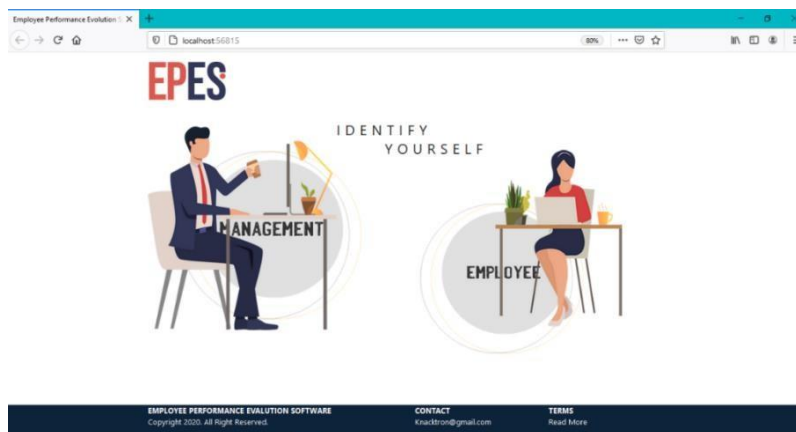 Employee Performance Evolution S
localhost:56815
80%
EPES
IDENTIFY
YOURSELF
MANAGEMENT
EMPLOYEE
EMPLOYEE PERFORMANCE EVALUTION SOFTWARE
Copyright 2020. All Right Reserved.
CONTACT
Knacktron@gmail.com
TERMS
Read More